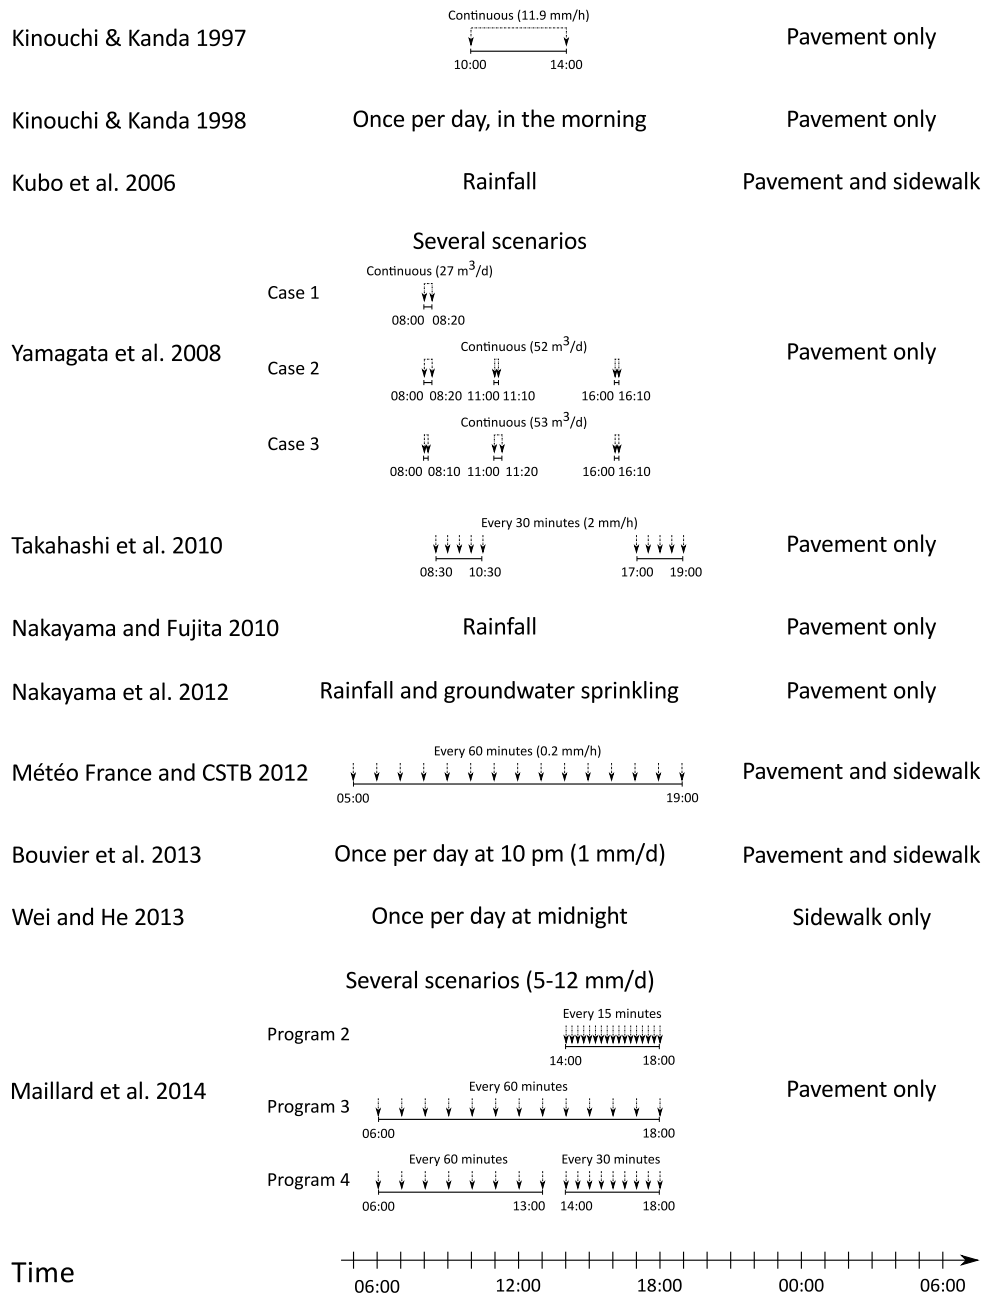 Continuous (11.9 mm/h)
Kinouchi & Kanda 1997 Pavement only
10:00 14:00
Kinouchi & Kanda 1998 Once per day, in the morning Pavement only
Kubo et al. 2006 Rainfall Pavement and sidewalk
Several scenarios
Continuous (27 m³/d)
Case 1
08:00 08:20
Continuous (52 m³/d)
Yamagata et al. 2008 Pavement only
Case 2
08:00 08:20 11:00 11:10 16:00 16:10
Continuous (53 m³/d)
Case 3
08:00 08:10 11:00 11:20 16:00 16:10
Every 30 minutes (2 mm/h)
Takahashi et al. 2010 Pavement only
08:30 10:30 17:00 19:00
Nakayama and Fujita 2010 Rainfall Pavement only
Nakayama et al. 2012 Rainfall and groundwater sprinkling Pavement only
Every 60 minutes (0.2 mm/h)
Météo France and CSTB 2012 Pavement and sidewalk
05:00 19:00
Bouvier et al. 2013 Once per day at 10 pm (1 mm/d) Pavement and sidewalk
Wei and He 2013 Once per day at midnight Sidewalk only
Several scenarios (5-12 mm/d)
Every 15 minutes
Program 2
14:00 18:00
Every 60 minutes
Maillard et al. 2014 Pavement only
Program 3
06:00 18:00
Every 60 minutes Every 30 minutes
Program 4
06:00 13:00 14:00 18:00
Time
06:00 12:00 18:00 00:00 06:00